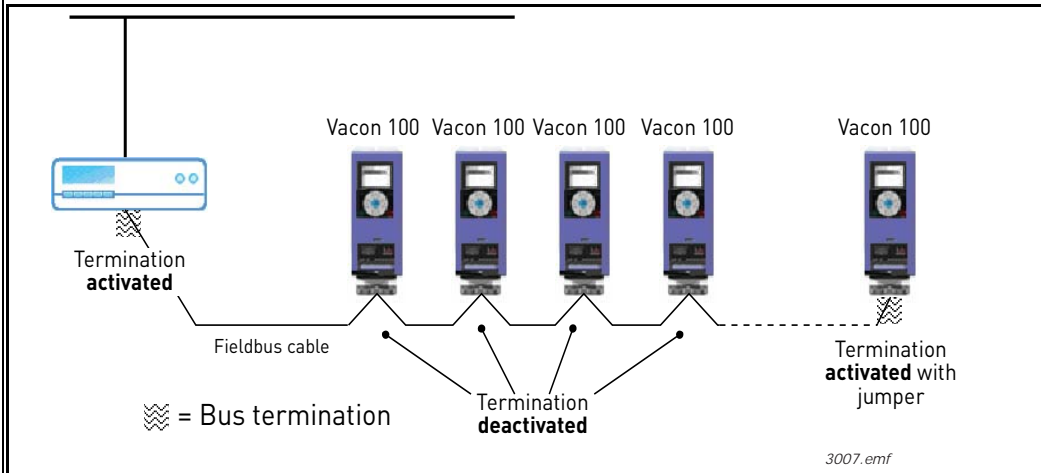 Vacon 100 Vacon 100 Vacon 100 Vacon 100 Vacon 100
Termination
activated
Fieldbus cable
Termination
deactivated
Termination
activated with
jumper
= Bus termination
3007.emf